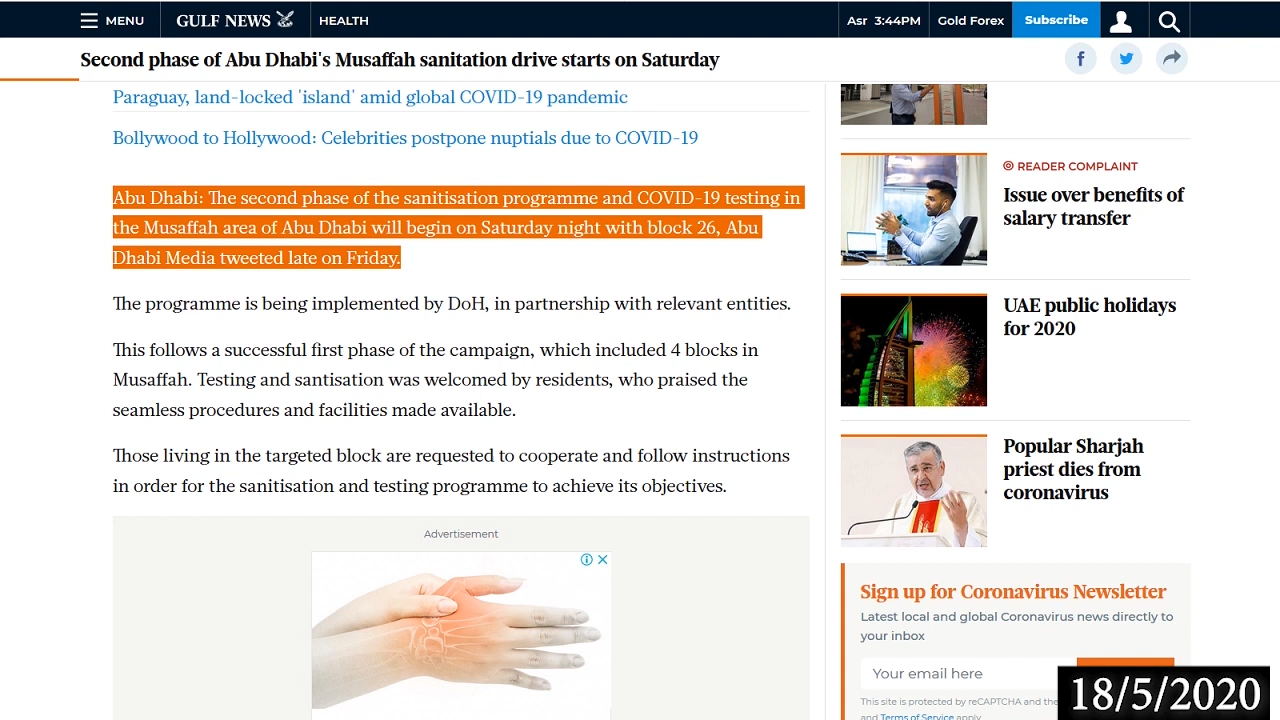 MENU
GULF NEWS
HEALTH
Asr 3:44PM
Gold Forex
Subscribe
Second phase of Abu Dhabi's Musaffah sanitation drive starts on Saturday
Paraguay, land-locked 'island' amid global COVID-19 pandemic
Bollywood to Hollywood: Celebrities postpone nuptials due to COVID-19
Abu Dhabi: The second phase of the sanitisation programme and COVID-19 testing in
the Musaffah area of Abu Dhabi will begin on Saturday night with block 26, Abu
Dhabi Media tweeted late on Friday.
The programme is being implemented by DoH, in partnership with relevant entities.
This follows a successful first phase of the campaign, which included 4 blocks in
Musaffah. Testing and santisation was welcomed by residents, who praised the
seamless procedures and facilities made available.
Those living in the targeted block are requested to cooperate and follow instructions
in order for the sanitisation and testing programme to achieve its objectives.
Advertisement
READER COMPLAINT
Issue over benefits of
salary transfer
UAE public holidays
for 2020
Popular Sharjah
priest dies from
coronavirus
Sign up for Coronavirus Newsletter
Latest local and global Coronavirus news directly to
your inbox
Your email here
This site is protected by reCAPTCHA and the
and Terms of Service apply
18/5/2020